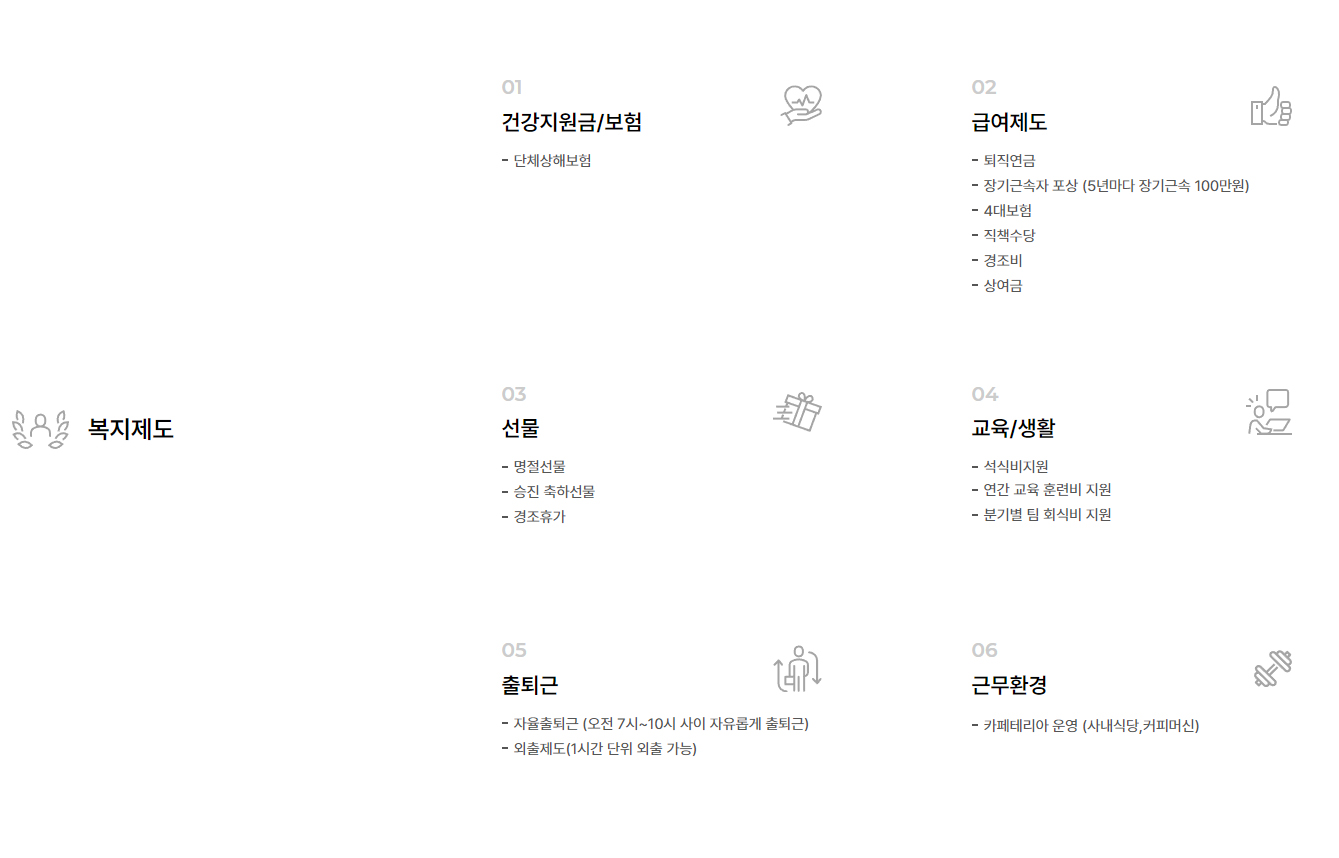 복지제도
01
건강지원금/보험
- 단체상해보험
02
급여제도
- 퇴직연금
- 장기근속자 포상 (5년마다 장기근속 100만원)
- 4대보험
- 직책수당
- 경조비
- 상여금
03
선물
- 명절선물
- 승진 축하선물
- 경조휴가
04
교육/생활
- 석식비지원
- 연간 교육 훈련비 지원
- 분기별 팀 회식비 지원
05
출퇴근
- 자율출퇴근 (오전 7시~10시 사이 자유롭게 출퇴근)
- 외출제도(1시간 단위 외출 가능)
06
근무환경
- 카페테리아 운영 (사내식당,커피머신)